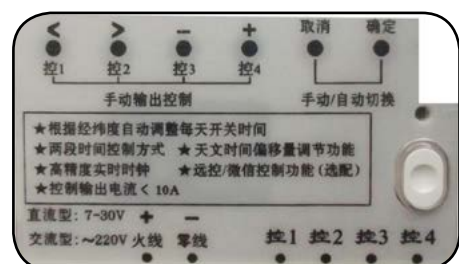 < > − + 取消 确定
控1 控2 控3 控4
手动输出控制 手动/自动切换
★根据经纬度自动调整每天开关时间
★两段时间控制方式 ★天文时间偏移量调节功能
★高精度实时时钟 ★远控/微信控制功能(选配)
★控制输出电流< 10A
直流型: 7-30V + −
交流型: ~220V 火线 零线 控1 控2 控3 控4